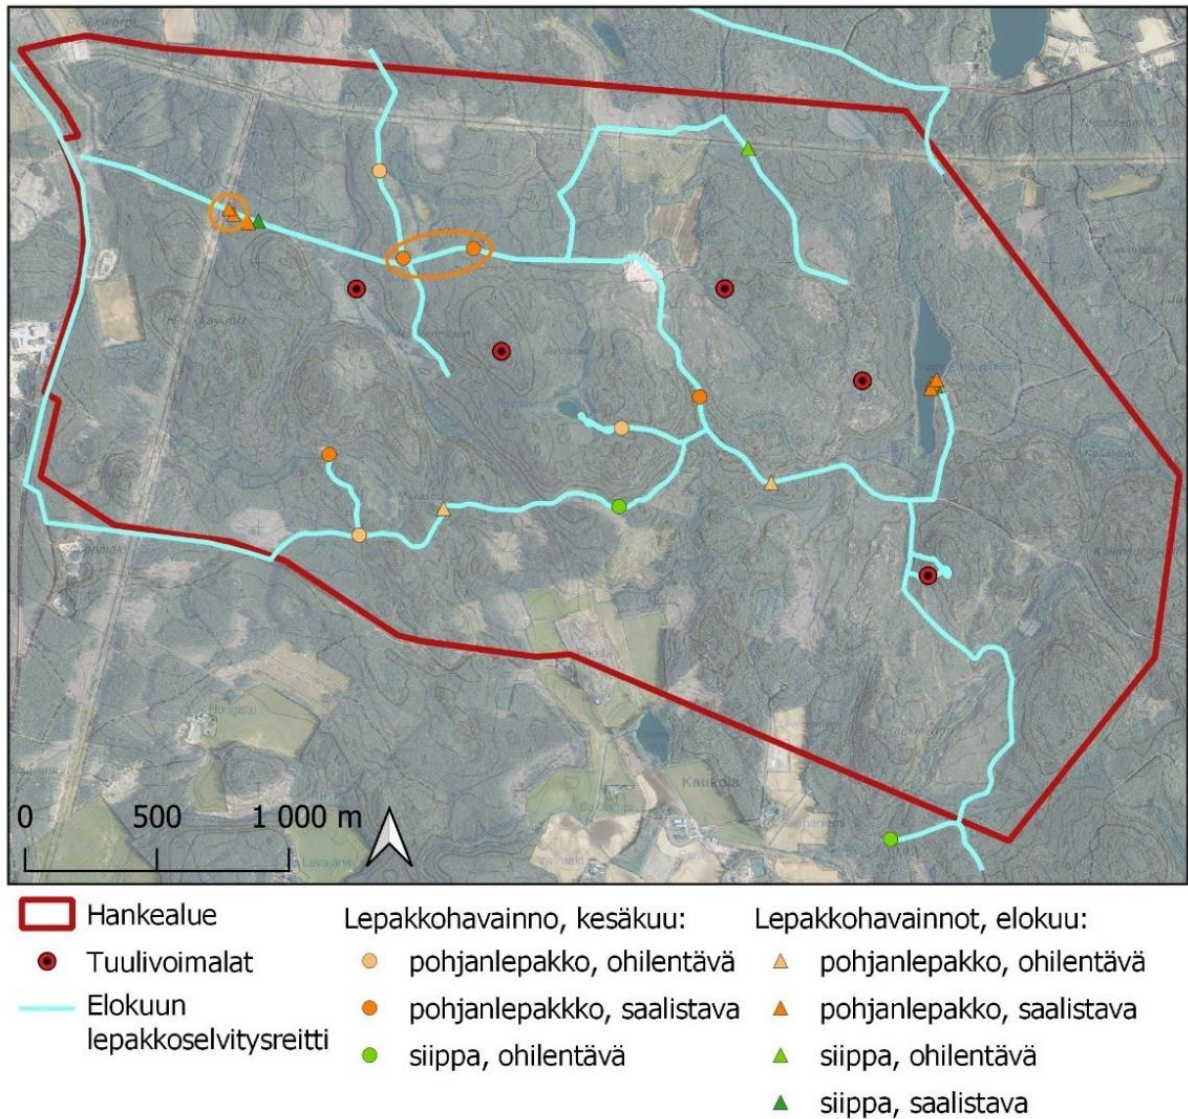 Kaukola
0 500 1 000 m
Hankealue
Tuulivoimalat
Elokuun
lepakkoselvitysreitti
Lepakkohavainno, kesäkuu:
pohjanlepakko, ohilentävä
pohjanlepakkko, saalistava
siippa, ohilentävä
Lepakkohavainnot, elokuu:
pohjanlepakko, ohilentävä
pohjanlepakko, saalistava
siippa, ohilentävä
siippa, saalistava